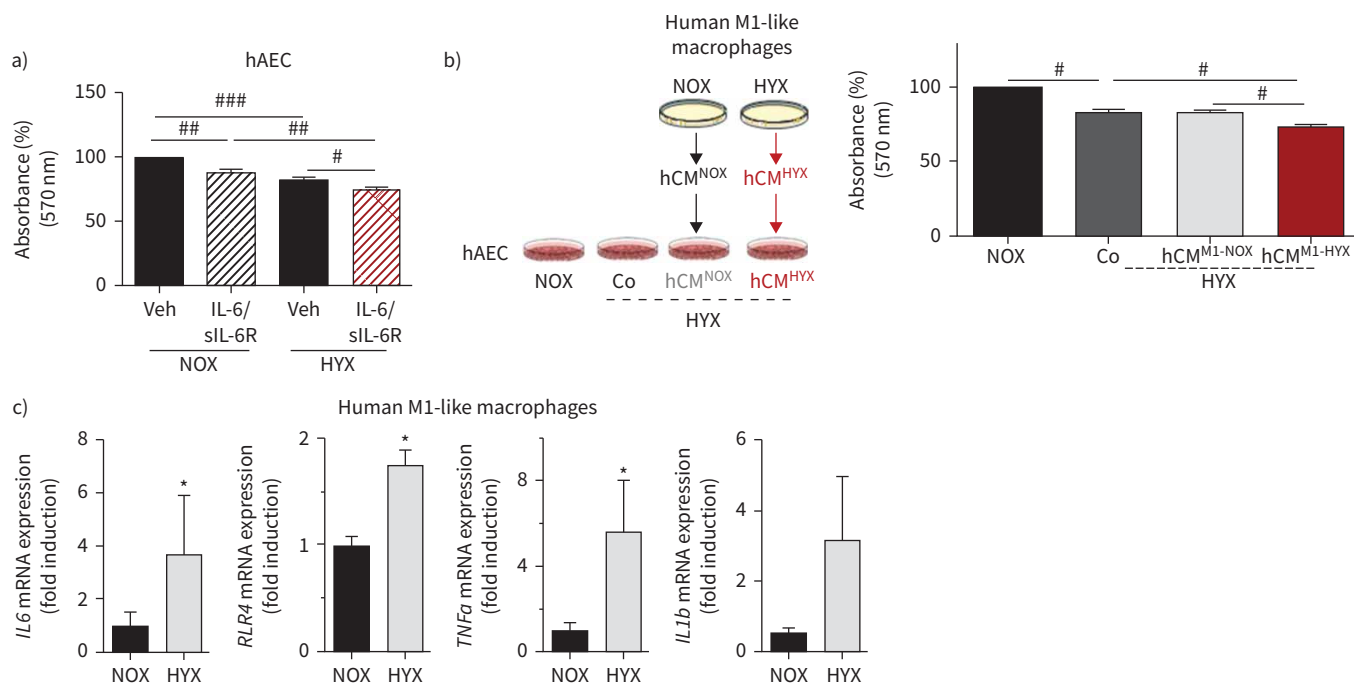 a)
hAEC
Absorbance (%)
(570 nm)
150
100
50
0
###
##
##
#
Veh
IL-6/
sIL-6R
Veh
IL-6/
sIL-6R
NOX
HYX
b)
Human M1-like
macrophages
NOX
HYX
hCM^NOX
hCM^HYX
hAEC
NOX
Co
hCM^NOX
hCM^HYX
HYX
Absorbance (%)
(570 nm)
100
50
0
#
#
#
NOX
Co
hCM^M1-NOX
hCM^M1-HYX
HYX
c)
Human M1-like macrophages
IL6 mRNA expression
(fold induction)
8
6
4
2
0
*
NOX
HYX
RLR4 mRNA expression
(fold induction)
2
1
0
*
NOX
HYX
TNFa mRNA expression
(fold induction)
8
4
0
*
NOX
HYX
IL1b mRNA expression
(fold induction)
6
4
2
0
NOX
HYX